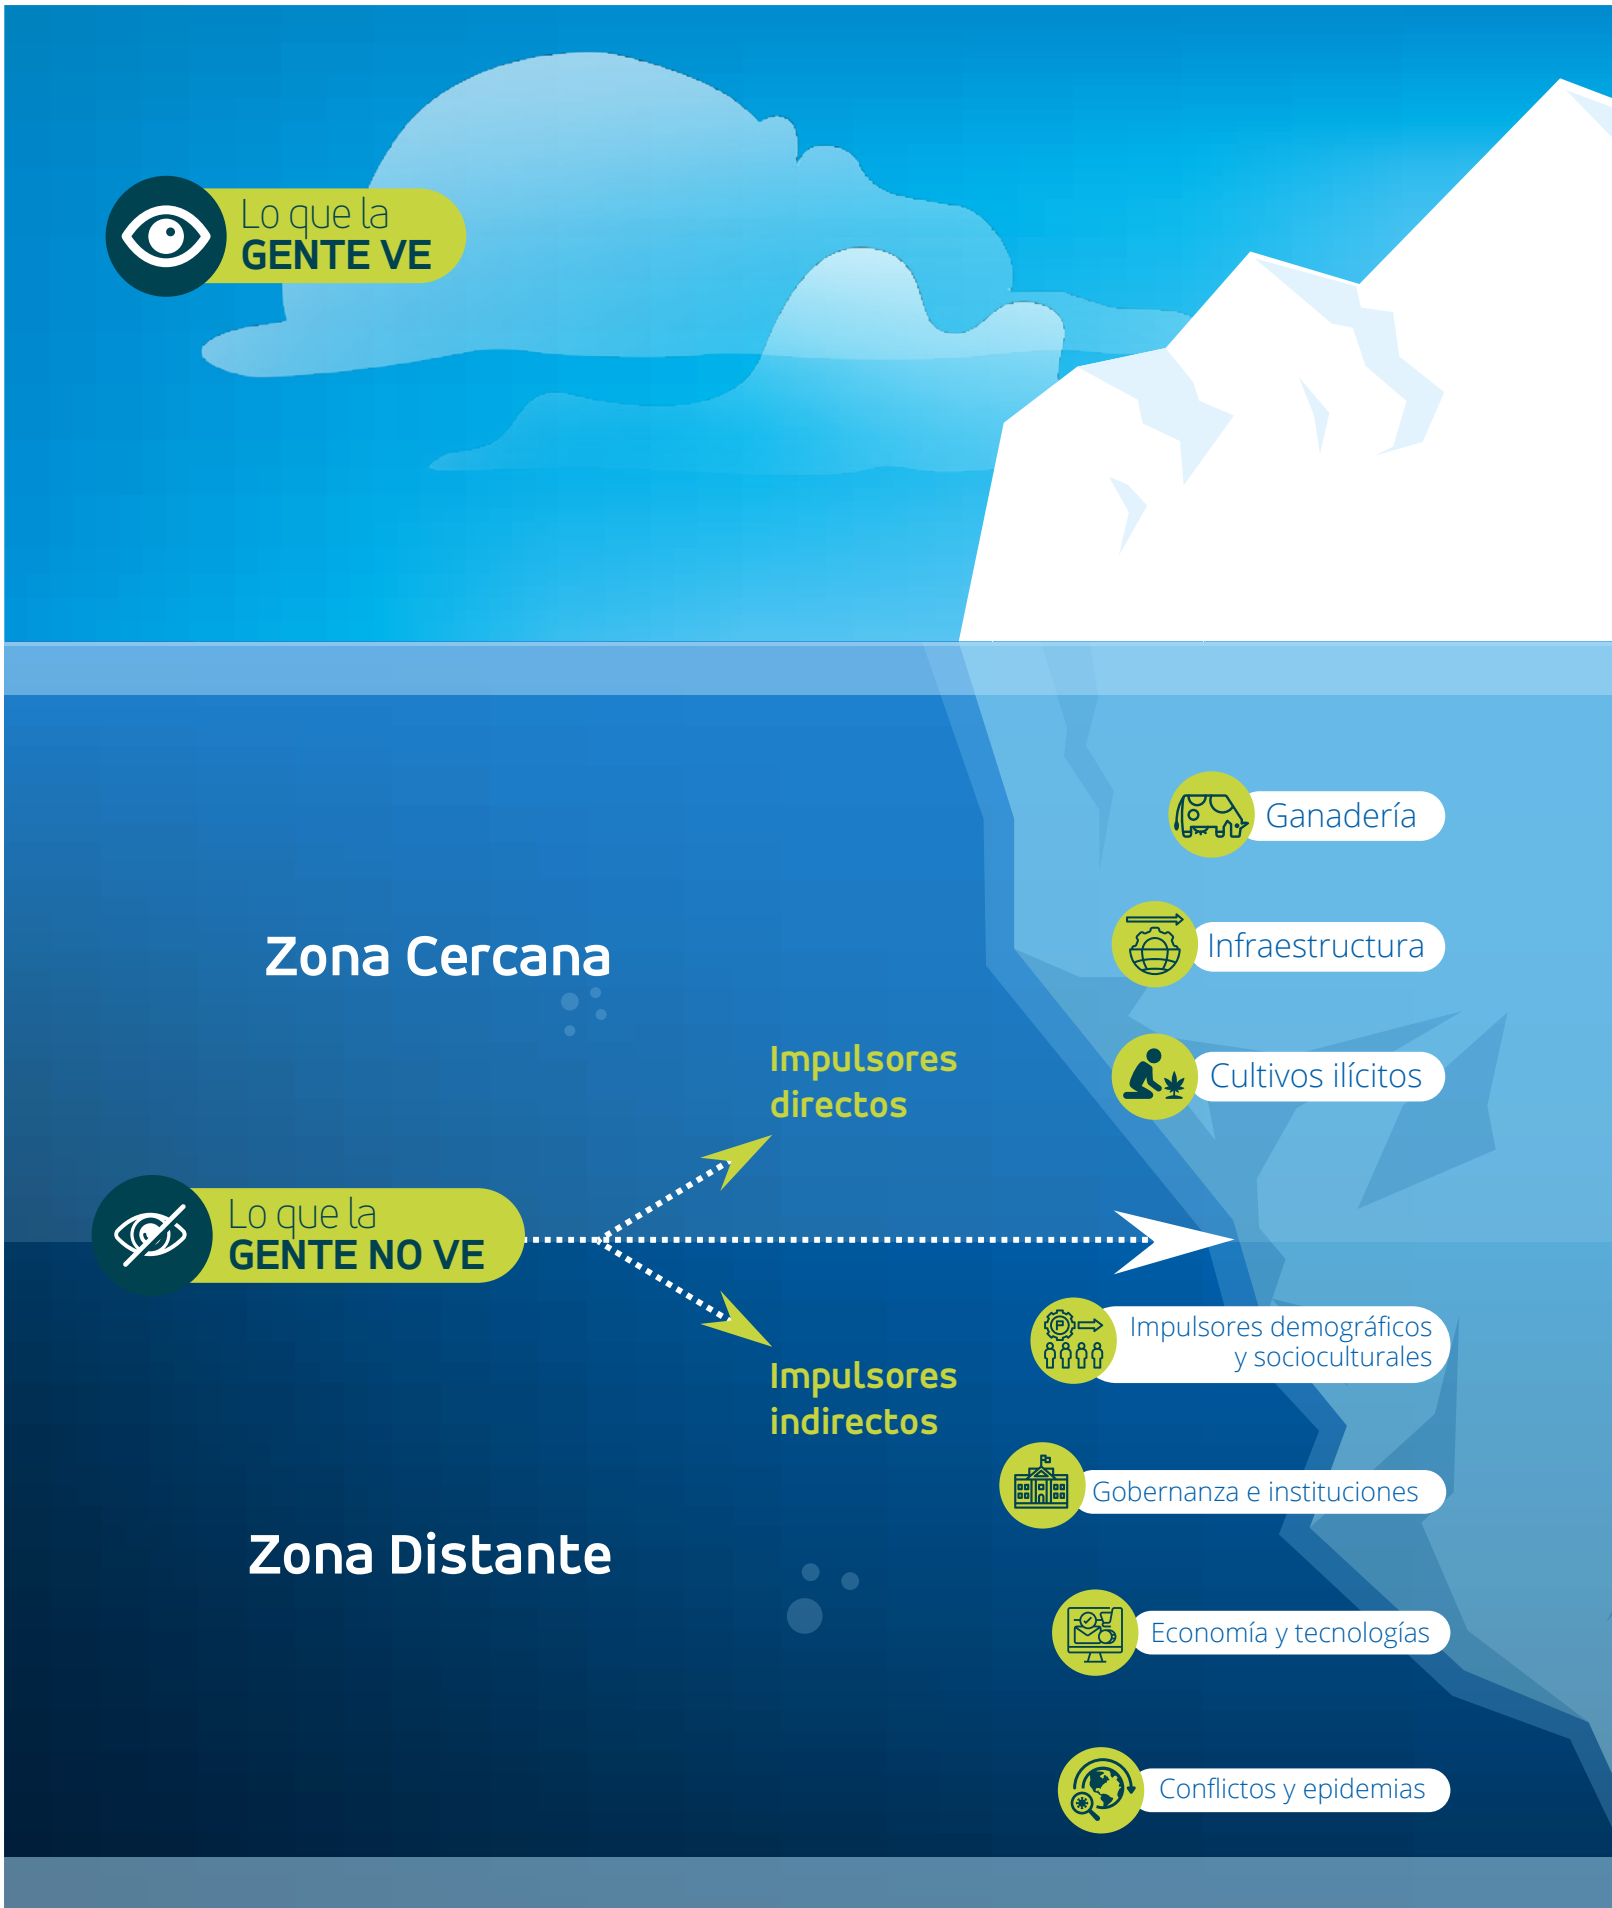 Lo que la
GENTE VE
Ganadería
Infraestructura
Zona Cercana
Impulsores
directos
Cultivos ilícitos
Lo que la
GENTE NO VE
Impulsores
indirectos
Impulsores demográficos
y socioculturales
Gobernanza e instituciones
Zona Distante
Economía y tecnologías
Conflictos y epidemias